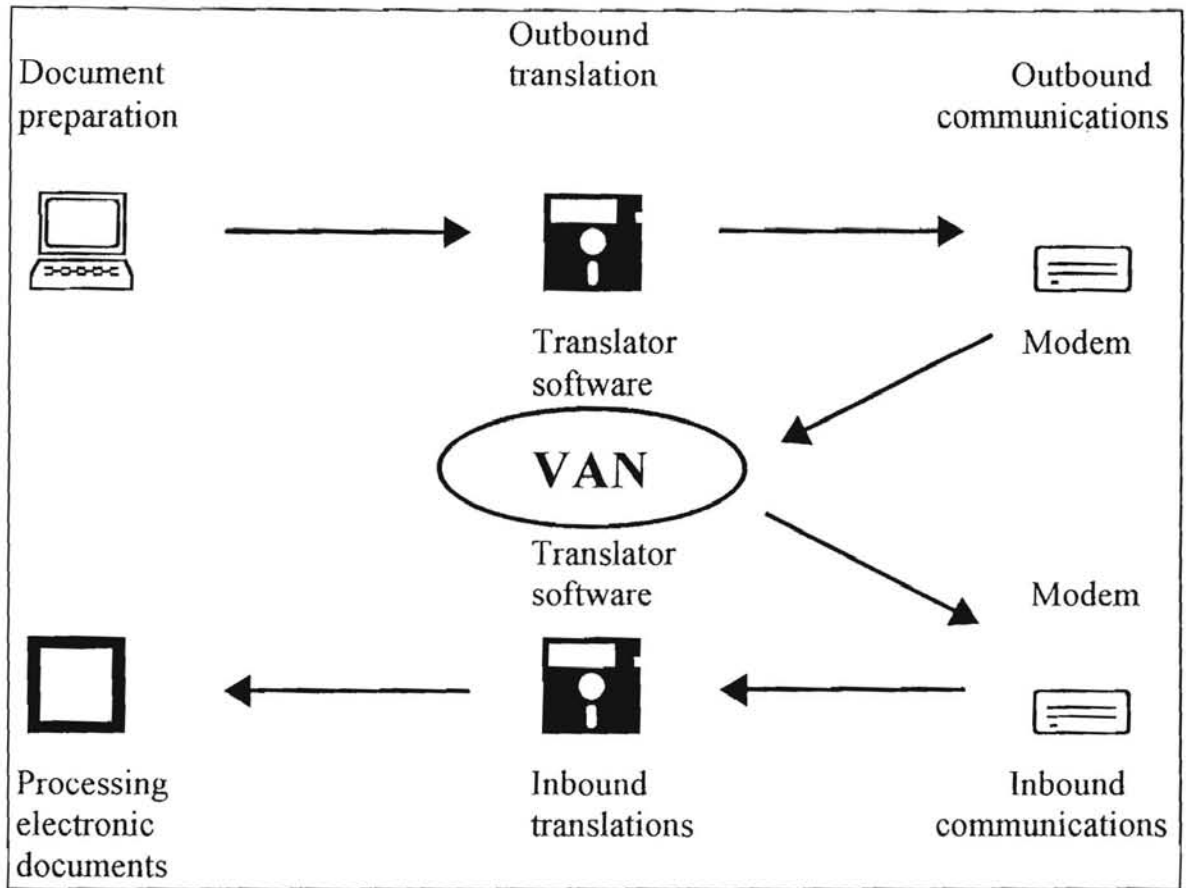 Document
preparation
Outbound
translation
Outbound
communications
Translator
software
Modem
VAN
Translator
software
Modem
Processing
electronic
documents
Inbound
translations
Inbound
communications